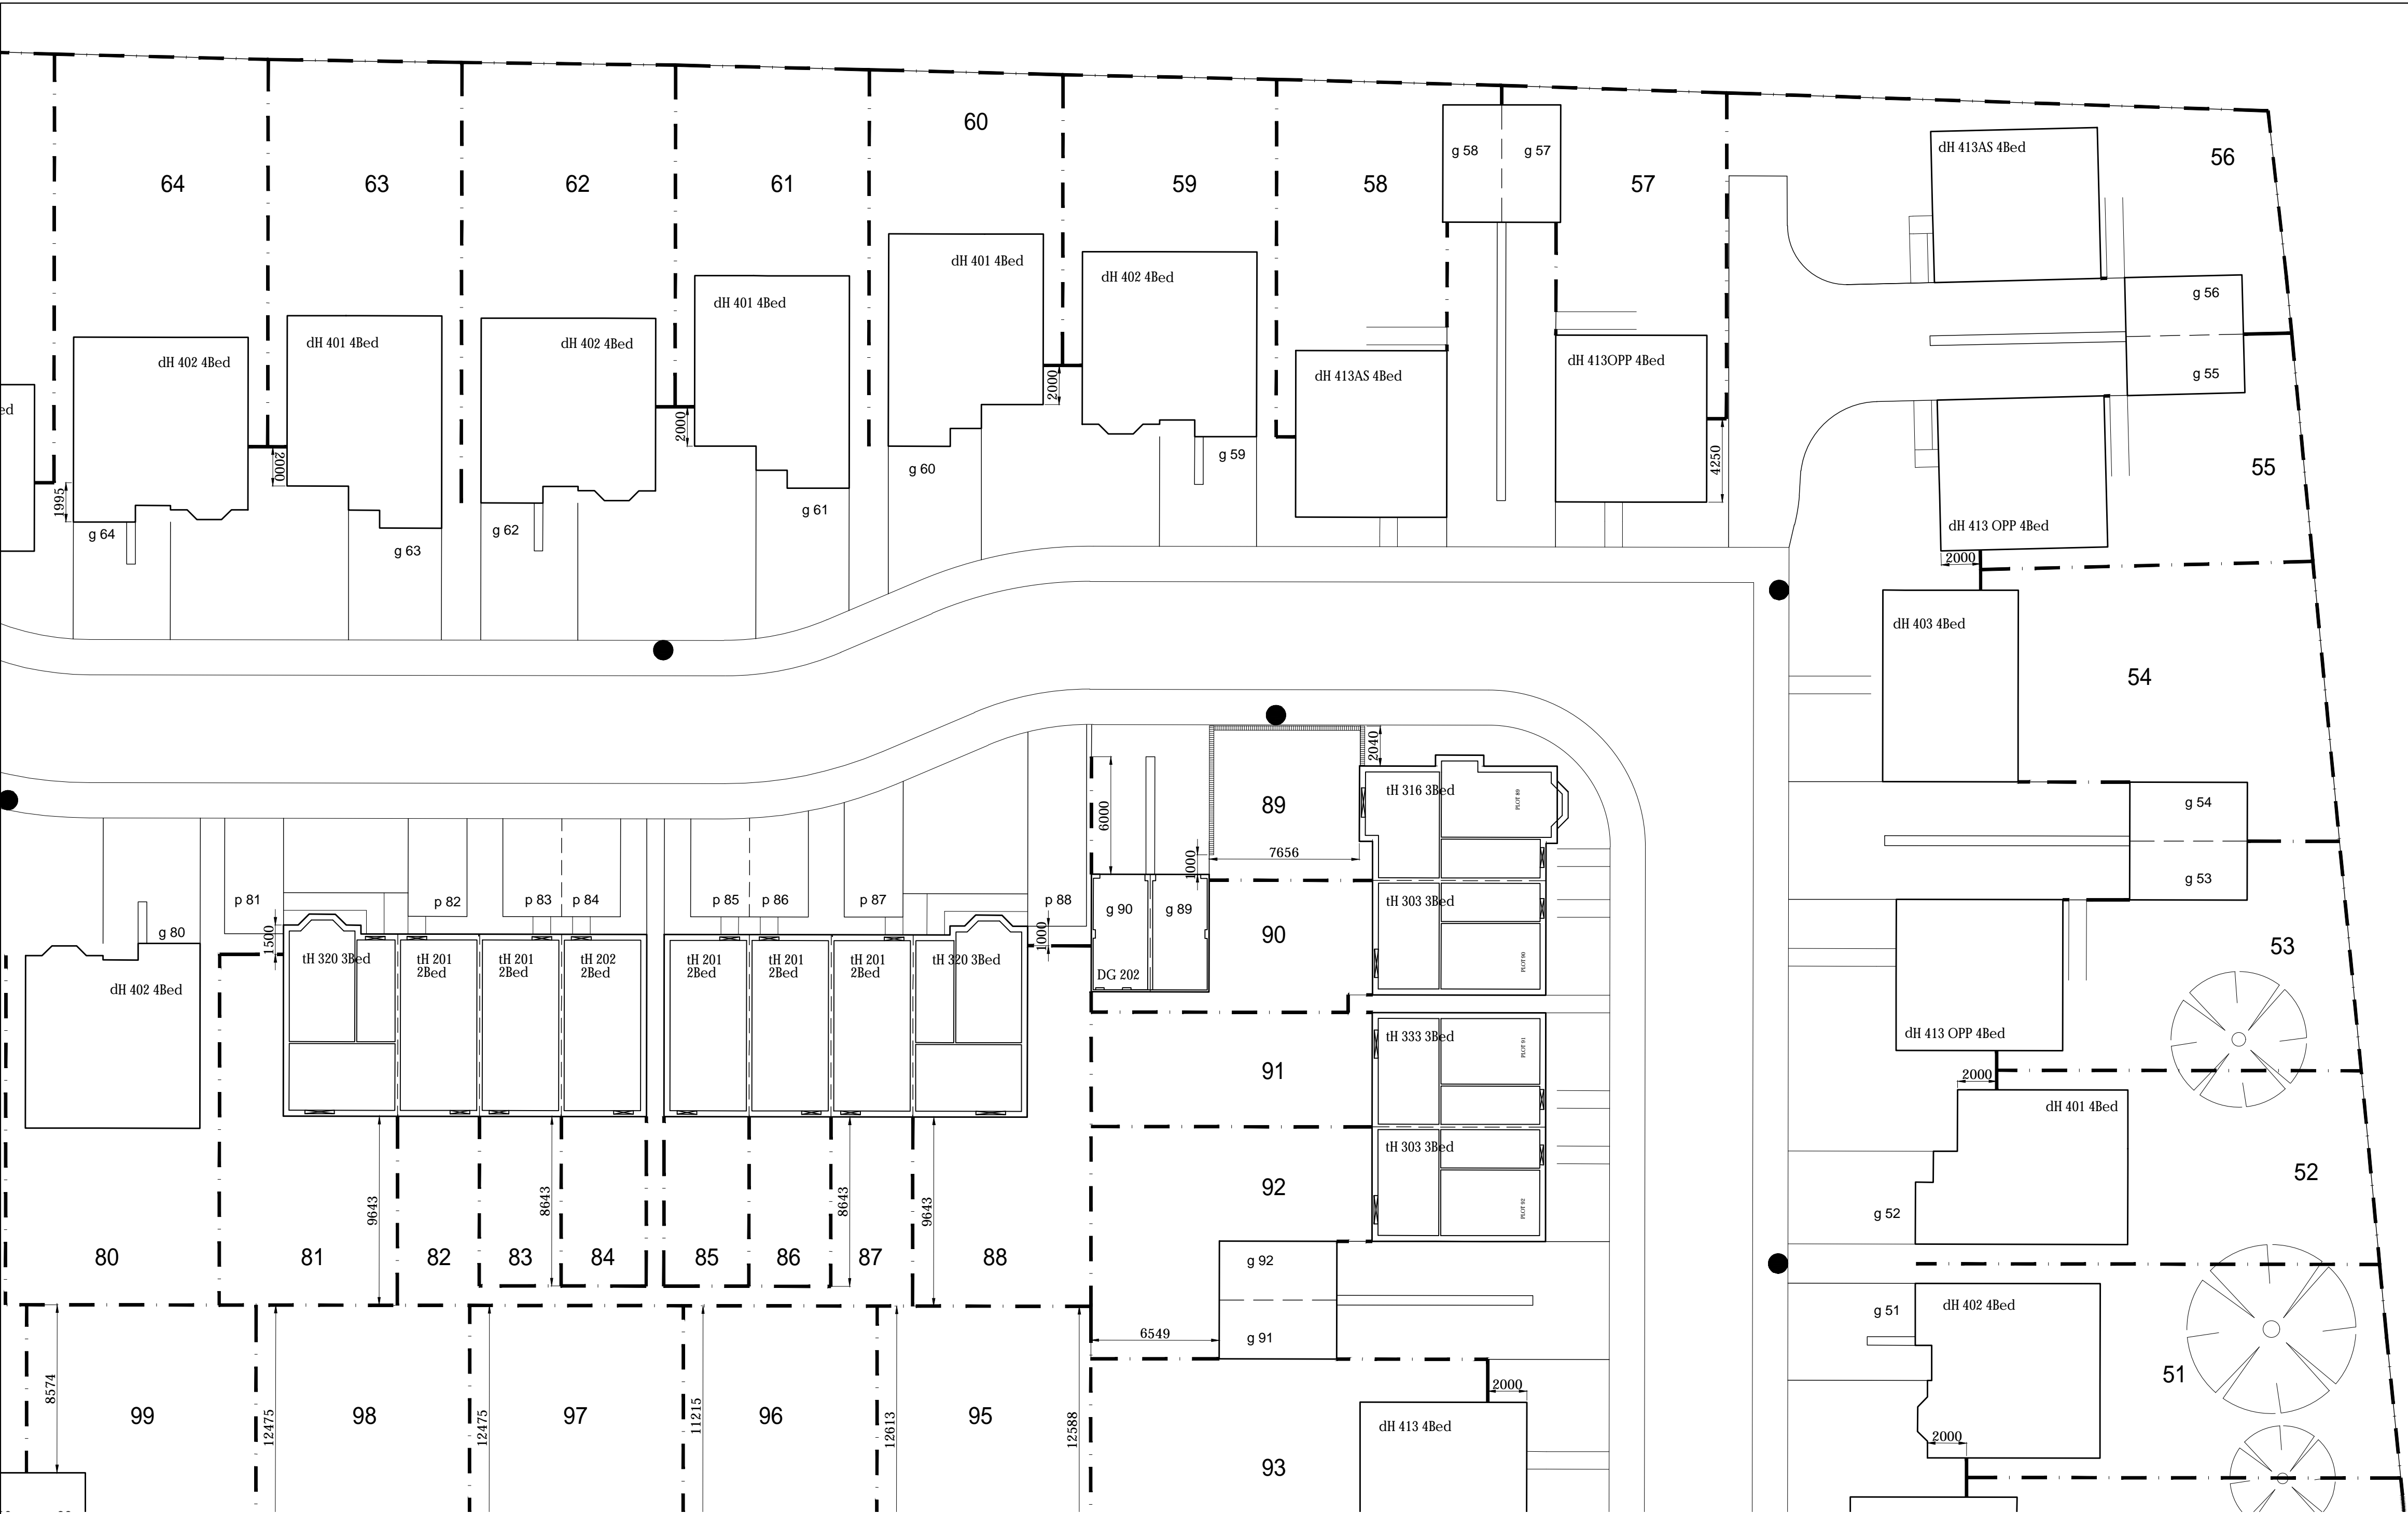 60
56
dH 413AS 4Bed
g 58
g 57
64
63
62
61
59
58
57
dH 401 4Bed
dH 402 4Bed
g 56
dH 401 4Bed
dH 402 4Bed
dH 401 4Bed
dH 402 4Bed
dH 413OPP 4Bed
g 55
dH 413AS 4Bed
ed
2000
2000
2000
1995
4250
g 60
g 59
55
g 64
g 63
g 62
g 61
dH 413 OPP 4Bed
2000
dH 403 4Bed
54
2040
tH 316 3Bed
PLOT 89
89
6000
7656
1000
g 54
g 53
p 81
p 82
p 83
p 84
p 85
p 86
p 87
p 88
g 90
g 89
tH 303 3Bed
g 80
1500
1000
90
53
tH 320 3Bed
tH 201
2Bed
tH 201
2Bed
tH 202
2Bed
tH 201
2Bed
tH 201
2Bed
tH 201
2Bed
tH 320 3Bed
DG 202
PLOT 90
dH 402 4Bed
tH 333 3Bed
PLOT 91
dH 413 OPP 4Bed
91
2000
dH 401 4Bed
tH 303 3Bed
92
PLOT 92
52
9643
8643
8643
9643
g 52
80
81
82
83
84
85
86
87
88
g 92
g 91
6549
g 51
dH 402 4Bed
51
8574
99
12475
98
12475
97
11215
96
12613
95
12588
2000
dH 413 4Bed
93
2000